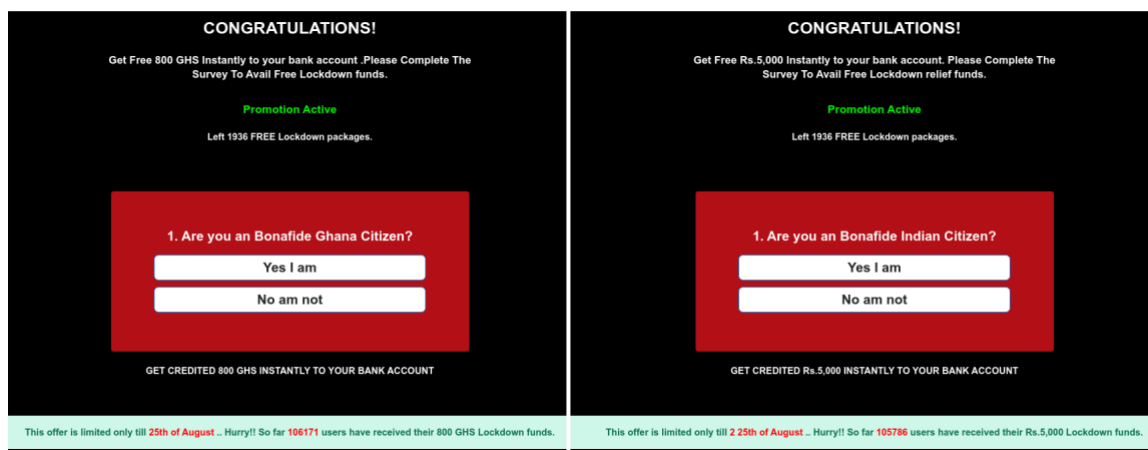 CONGRATULATIONS!
Get Free 800 GHS Instantly to your bank account .Please Complete The
Survey To Avail Free Lockdown funds.
Promotion Active
Left 1936 FREE Lockdown packages.
1. Are you an Bonafide Ghana Citizen?
Yes I am
No am not
GET CREDITED 800 GHS INSTANTLY TO YOUR BANK ACCOUNT
This offer is limited only till 25th of August .. Hurry!! So far 106171 users have received their 800 GHS Lockdown funds.
CONGRATULATIONS!
Get Free Rs.5,000 Instantly to your bank account. Please Complete The
Survey To Avail Free Lockdown relief funds.
Promotion Active
Left 1936 FREE Lockdown packages.
1. Are you an Bonafide Indian Citizen?
Yes I am
No am not
GET CREDITED Rs.5,000 INSTANTLY TO YOUR BANK ACCOUNT
This offer is limited only till 2 25th of August .. Hurry!! So far 105786 users have received their Rs.5,000 Lockdown funds.